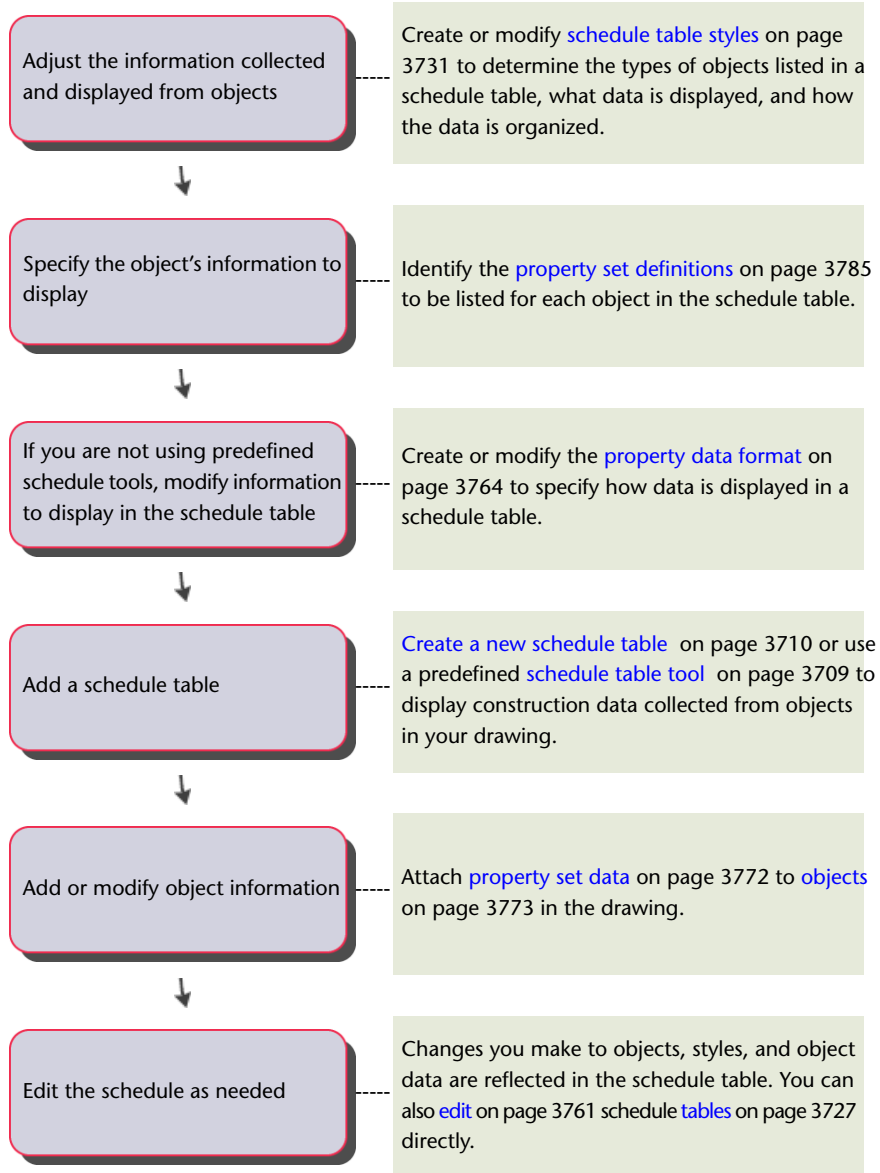 Adjust the information collected
and displayed from objects
Create or modify schedule table styles on page
3731 to determine the types of objects listed in a
schedule table, what data is displayed, and how
the data is organized.
Specify the object’s information to
display
Identify the property set definitions on page 3785
to be listed for each object in the schedule table.
If you are not using predefined
schedule tools, modify information
to display in the schedule table
Create or modify the property data format on
page 3764 to specify how data is displayed in a
schedule table.
Add a schedule table
Create a new schedule table on page 3710 or use
a predefined schedule table tool on page 3709 to
display construction data collected from objects
in your drawing.
Add or modify object information
Attach property set data on page 3772 to objects
on page 3773 in the drawing.
Edit the schedule as needed
Changes you make to objects, styles, and object
data are reflected in the schedule table. You can
also edit on page 3761 schedule tables on page 3727
directly.